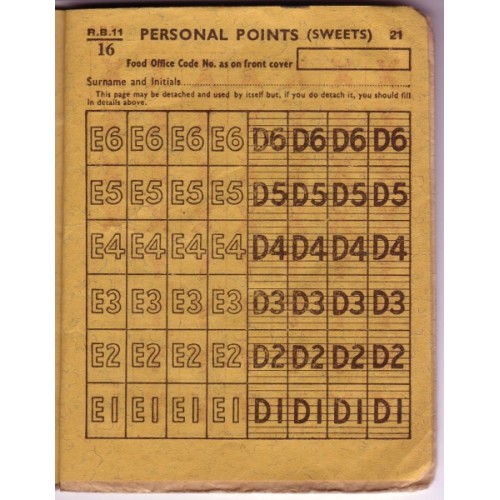 R.B.11
16
PERSONAL POINTS (SWEETS) 21
Food Office Code No. as on front cover
Surname and Initials
This page may be detached and used by itself but, if you do detach it, you should fill
in details above.
E6 E6 E6 E6 D6 D6 D6 D6
E5 E5 E5 E5 D5 D5 D5 D5
E4 E4 E4 E4 D4 D4 D4 D4
E3 E3 E3 E3 D3 D3 D3 D3
E2 E2 E2 E2 D2 D2 D2 D2
E1 E1 E1 E1 D1 D1 D1 D1